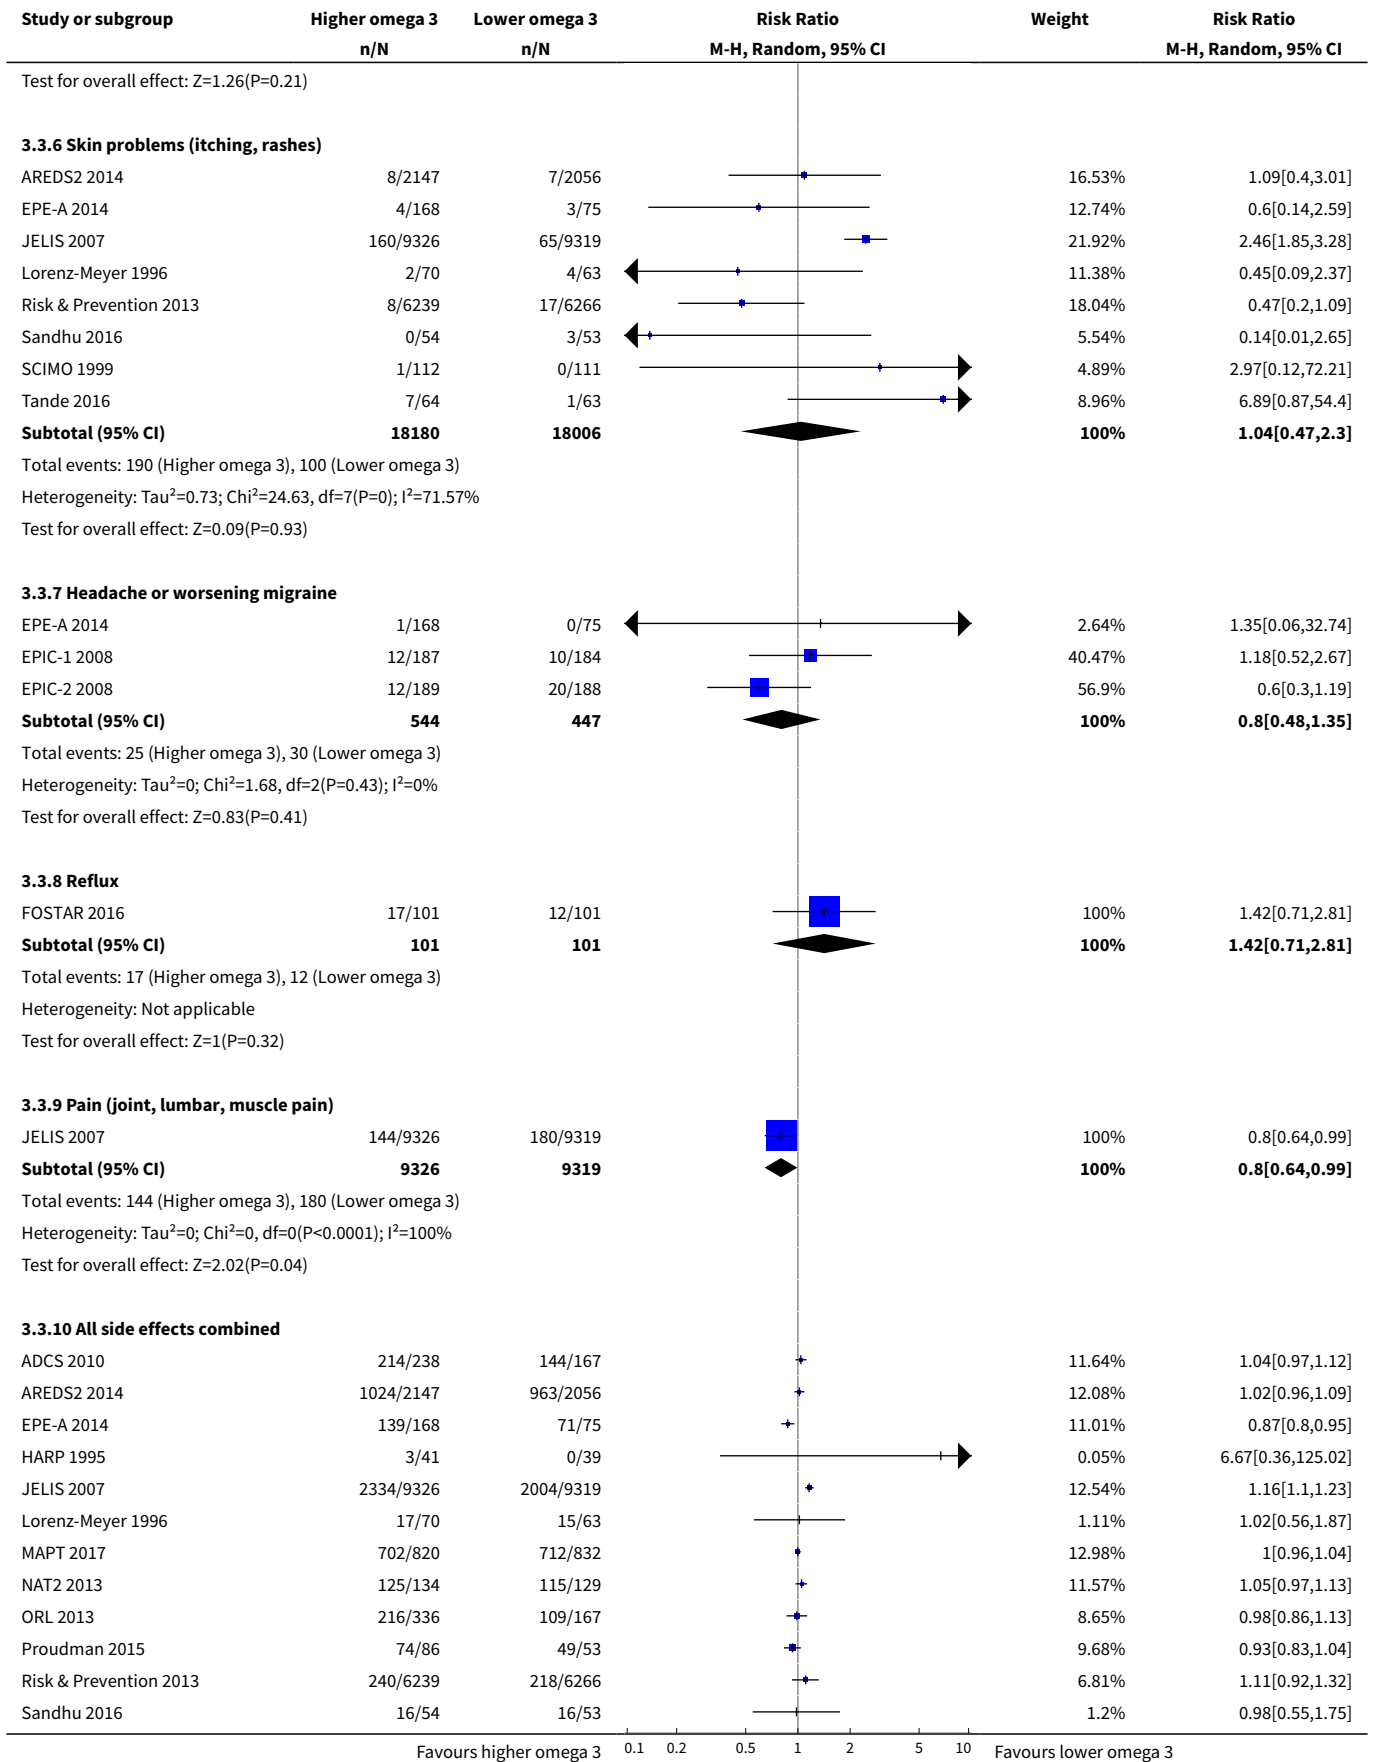 Study or subgroup Higher omega 3 Lower omega 3 Risk Ratio Weight Risk Ratio
n/N n/N M-H, Random, 95% CI M-H, Random, 95% CI
Test for overall effect: Z=1.26(P=0.21)
3.3.6 Skin problems (itching, rashes)
AREDS2 2014 8/2147 7/2056 16.53% 1.09[0.4,3.01]
EPE-A 2014 4/168 3/75 12.74% 0.6[0.14,2.59]
JELIS 2007 160/9326 65/9319 21.92% 2.46[1.85,3.28]
Lorenz-Meyer 1996 2/70 4/63 11.38% 0.45[0.09,2.37]
Risk & Prevention 2013 8/6239 17/6266 18.04% 0.47[0.2,1.09]
Sandhu 2016 0/54 3/53 5.54% 0.14[0.01,2.65]
SCIMO 1999 1/112 0/111 4.89% 2.97[0.12,72.21]
Tande 2016 7/64 1/63 8.96% 6.89[0.87,54.4]
Subtotal (95% CI) 18180 18006 100% 1.04[0.47,2.3]
Total events: 190 (Higher omega 3), 100 (Lower omega 3)
Heterogeneity: Tau²=0.73; Chi²=24.63, df=7(P=0); I²=71.57%
Test for overall effect: Z=0.09(P=0.93)
3.3.7 Headache or worsening migraine
EPE-A 2014 1/168 0/75 2.64% 1.35[0.06,32.74]
EPIC-1 2008 12/187 10/184 40.47% 1.18[0.52,2.67]
EPIC-2 2008 12/189 20/188 56.9% 0.6[0.3,1.19]
Subtotal (95% CI) 544 447 100% 0.8[0.48,1.35]
Total events: 25 (Higher omega 3), 30 (Lower omega 3)
Heterogeneity: Tau²=0; Chi²=1.68, df=2(P=0.43); I²=0%
Test for overall effect: Z=0.83(P=0.41)
3.3.8 Reflux
FOSTAR 2016 17/101 12/101 100% 1.42[0.71,2.81]
Subtotal (95% CI) 101 101 100% 1.42[0.71,2.81]
Total events: 17 (Higher omega 3), 12 (Lower omega 3)
Heterogeneity: Not applicable
Test for overall effect: Z=1(P=0.32)
3.3.9 Pain (joint, lumbar, muscle pain)
JELIS 2007 144/9326 180/9319 100% 0.8[0.64,0.99]
Subtotal (95% CI) 9326 9319 100% 0.8[0.64,0.99]
Total events: 144 (Higher omega 3), 180 (Lower omega 3)
Heterogeneity: Tau²=0; Chi²=0, df=0(P<0.0001); I²=100%
Test for overall effect: Z=2.02(P=0.04)
3.3.10 All side effects combined
ADCS 2010 214/238 144/167 11.64% 1.04[0.97,1.12]
AREDS2 2014 1024/2147 963/2056 12.08% 1.02[0.96,1.09]
EPE-A 2014 139/168 71/75 11.01% 0.87[0.8,0.95]
HARP 1995 3/41 0/39 0.05% 6.67[0.36,125.02]
JELIS 2007 2334/9326 2004/9319 12.54% 1.16[1.1,1.23]
Lorenz-Meyer 1996 17/70 15/63 1.11% 1.02[0.56,1.87]
MAPT 2017 702/820 712/832 12.98% 1[0.96,1.04]
NAT2 2013 125/134 115/129 11.57% 1.05[0.97,1.13]
ORL 2013 216/336 109/167 8.65% 0.98[0.86,1.13]
Proudman 2015 74/86 49/53 9.68% 0.93[0.83,1.04]
Risk & Prevention 2013 240/6239 218/6266 6.81% 1.11[0.92,1.32]
Sandhu 2016 16/54 16/53 1.2% 0.98[0.55,1.75]
Favours higher omega 3 0.1 0.2 0.5 1 2 5 10 Favours lower omega 3